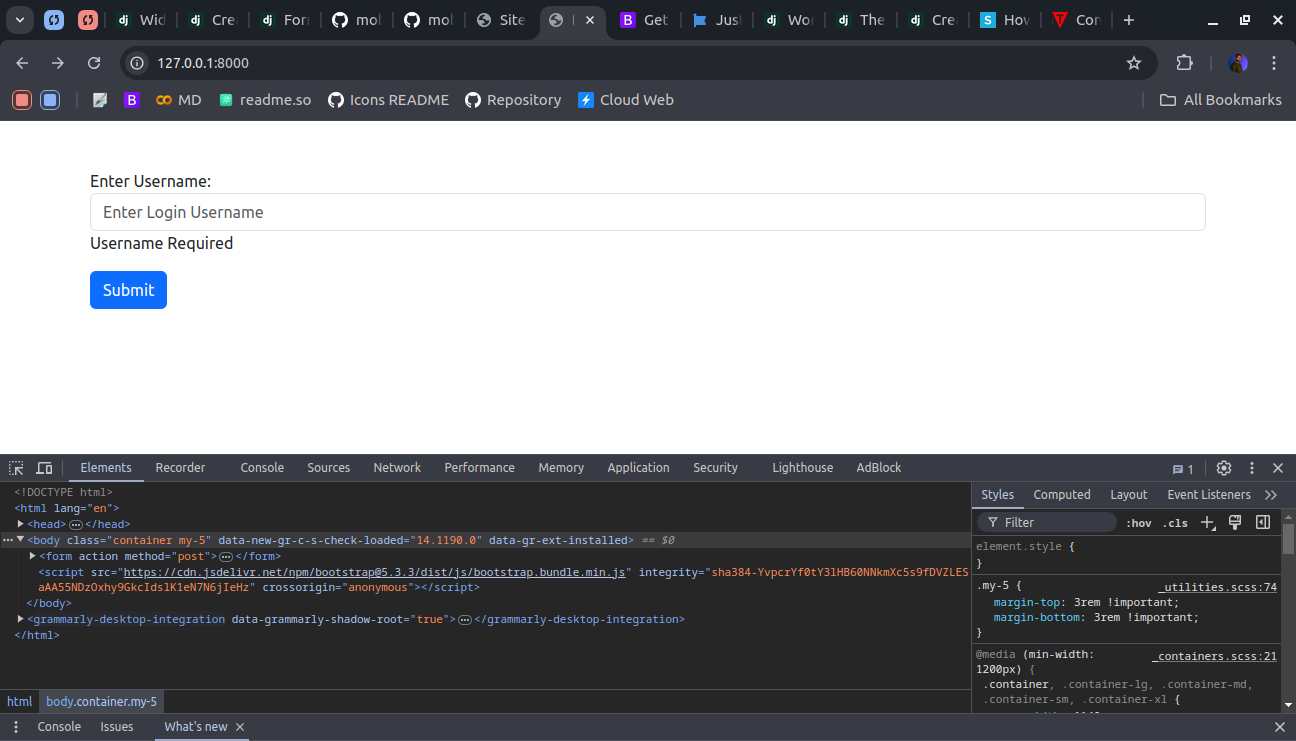 Wid Cre For mol mol Site Get Just Wor The Cre How Con
127.0.0.1:8000
MD readme.so Icons README Repository Cloud Web All Bookmarks
Enter Username:
Enter Login Username
Username Required
Submit
Elements Recorder Console Sources Network Performance Memory Application Security Lighthouse AdBlock 1
<!DOCTYPE html>
<html lang="en">
<head>…</head>
<body class="container my-5" data-new-gr-c-s-check-loaded="14.1190.0" data-gr-ext-installed> == $0
<form action method="post">…</form>
<script src="https://cdn.jsdelivr.net/npm/bootstrap@5.3.3/dist/js/bootstrap.bundle.min.js" integrity="sha384-YvpcrYf0tY3lHB60NNkmXc5s9fDVZLES
aAA55NDzOxhy9GkcIdslK1eN7N6jIeHz" crossorigin="anonymous"></script>
</body>
<grammarly-desktop-integration data-grammarly-shadow-root="true">…</grammarly-desktop-integration>
</html>
html body.container.my-5
Styles Computed Layout Event Listeners
Filter :hov .cls
element.style {
}
.my-5 { _utilities.scss:74
margin-top: 3rem !important;
margin-bottom: 3rem !important;
}
@media (min-width: _containers.scss:21
1200px) {
.container, .container-lg, .container-md,
.container-sm, .container-xl {
Console Issues What's new